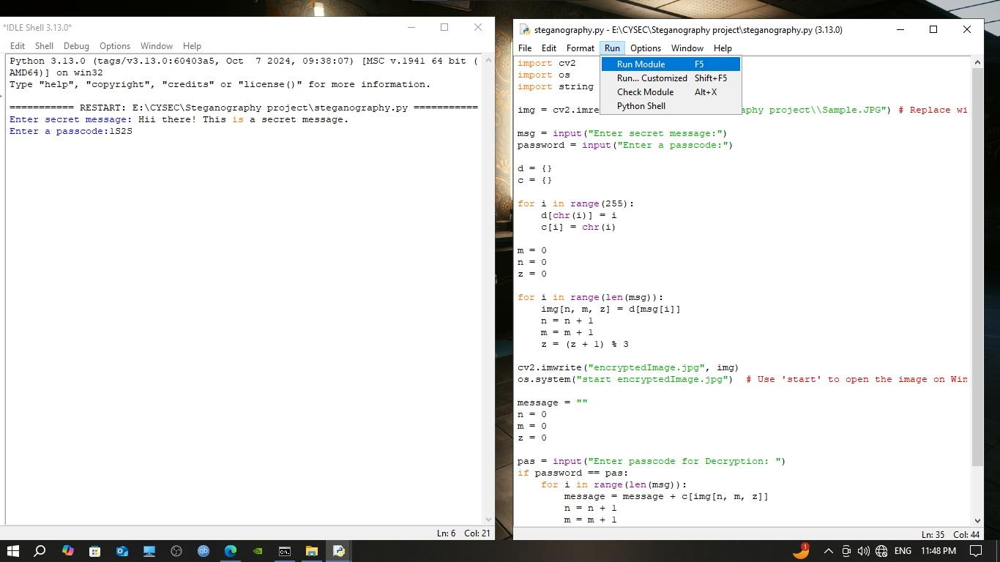 *IDLE Shell 3.13.0*
File Edit Shell Debug Options Window Help
Python 3.13.0 (tags/v3.13.0:60403a5, Oct  7 2024, 09:38:07) [MSC v.1941 64 bit (
AMD64)] on win32
Type "help", "copyright", "credits" or "license()" for more information.
=========== RESTART: E:\CYSEC\Steganography project\steganography.py ===========
Enter secret message: Hii there! This is a secret message.
Enter a passcode:1S2S
Ln: 6 Col: 21
steganography.py - E:\CYSEC\Steganography project\steganography.py (3.13.0)
File Edit Format Run Options Window Help
Run Module F5
Run... Customized Shift+F5
Check Module Alt+X
Python Shell
import cv2
import os
import string
img = cv2.imre aphy project\\Sample.JPG") # Replace wi
msg = input("Enter secret message:")
password = input("Enter a passcode:")
d = {}
c = {}
for i in range(255):
    d[chr(i)] = i
    c[i] = chr(i)
m = 0
n = 0
z = 0
for i in range(len(msg)):
    img[n, m, z] = d[msg[i]]
    n = n + 1
    m = m + 1
    z = (z + 1) % 3
cv2.imwrite("encryptedImage.jpg", img)
os.system("start encryptedImage.jpg")  # Use 'start' to open the image on Win
message = ""
n = 0
m = 0
z = 0
pas = input("Enter passcode for Decryption: ")
if password == pas:
    for i in range(len(msg)):
        message = message + c[img[n, m, z]]
        n = n + 1
        m = m + 1
Ln: 35 Col: 44
1 ENG 11:48 PM